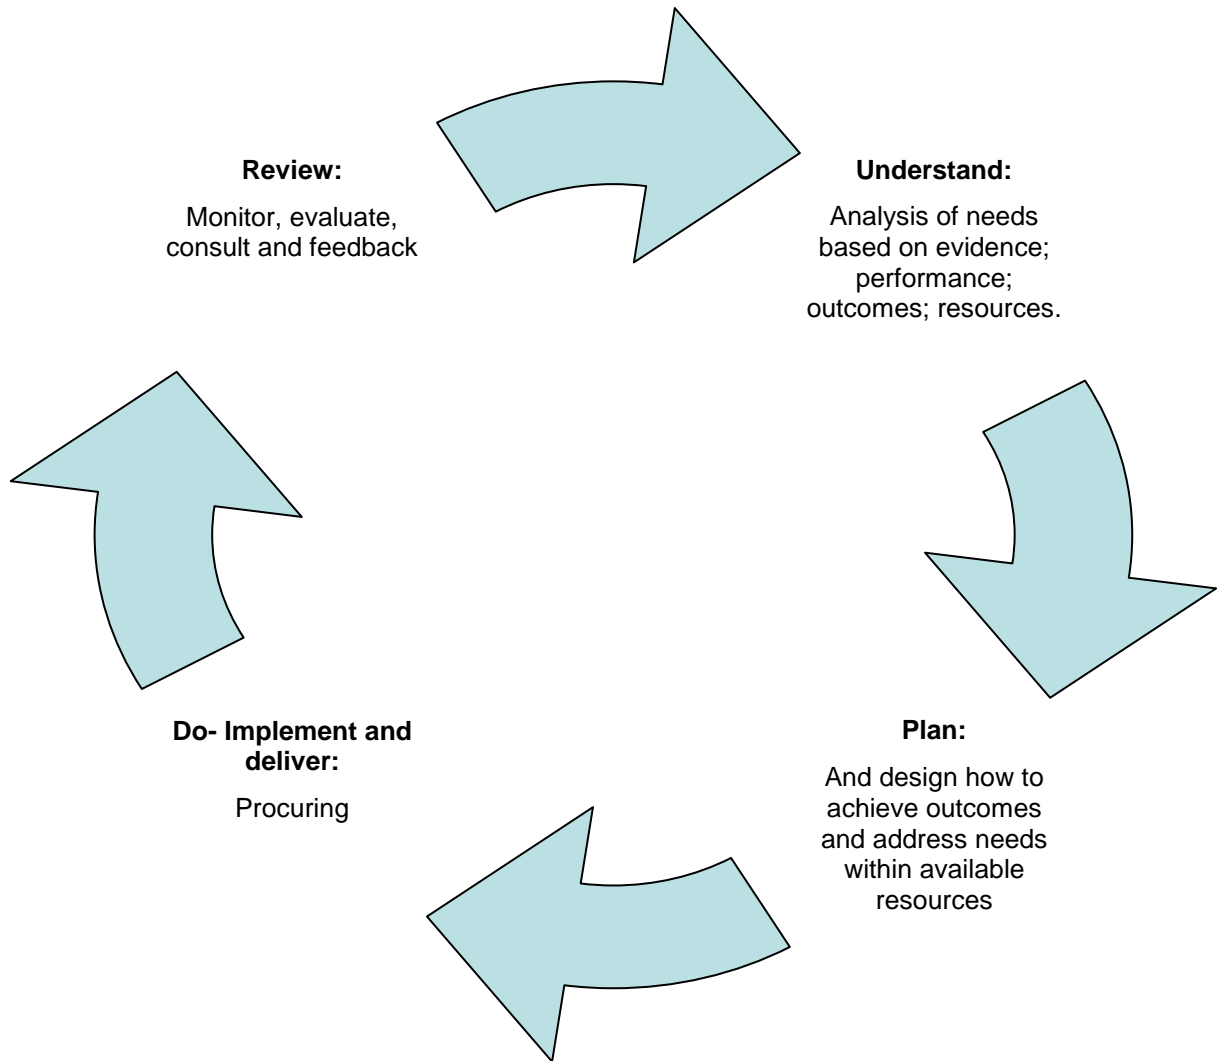 Review:
Monitor, evaluate,
consult and feedback
Understand:
Analysis of needs
based on evidence;
performance;
outcomes; resources.
Plan:
And design how to
achieve outcomes
and address needs
within available
resources
Do- Implement and
deliver:
Procuring